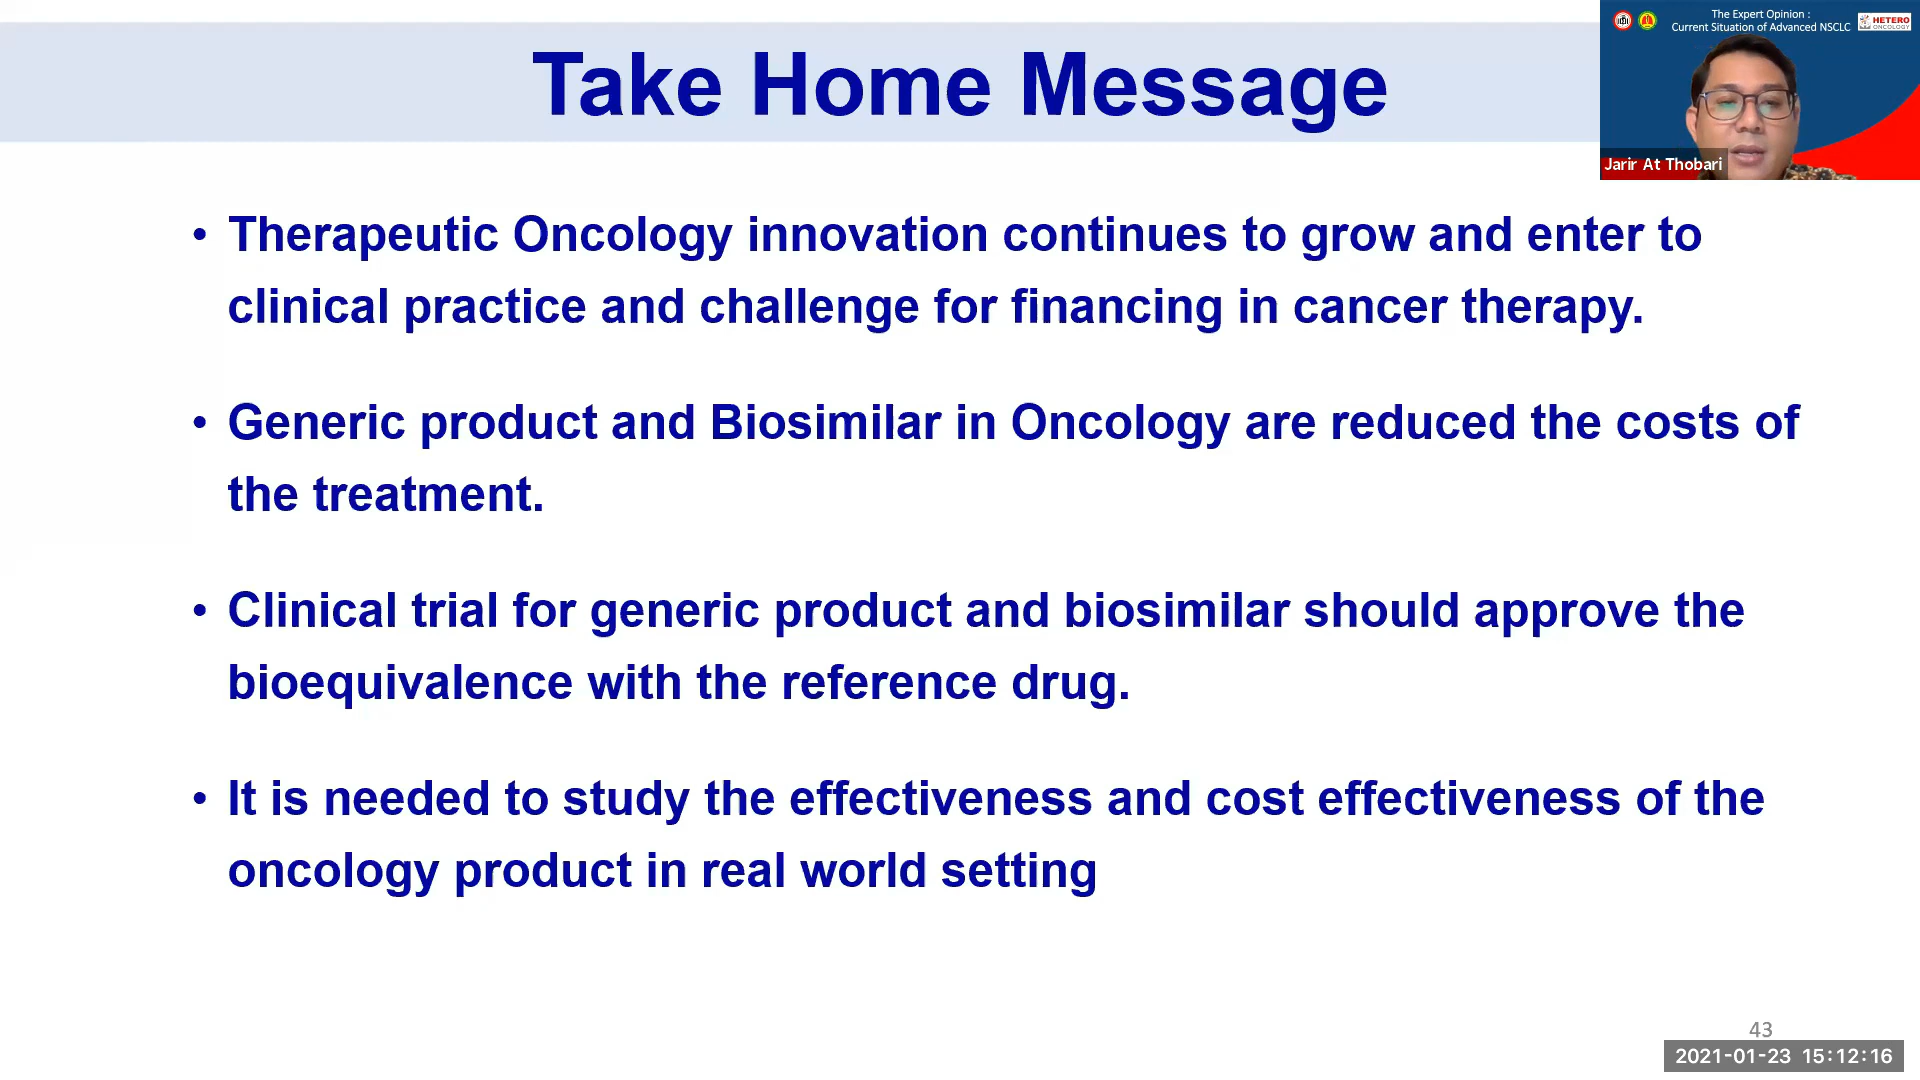 Take Home Message
The Expert Opinion :
Current Situation of Advanced NSCLC
HETERO
ONCOLOGY
Jarir At Thobari
• Therapeutic Oncology innovation continues to grow and enter to
clinical practice and challenge for financing in cancer therapy.
• Generic product and Biosimilar in Oncology are reduced the costs of
the treatment.
• Clinical trial for generic product and biosimilar should approve the
bioequivalence with the reference drug.
• It is needed to study the effectiveness and cost effectiveness of the
oncology product in real world setting
43
2021-01-23 15:12:16